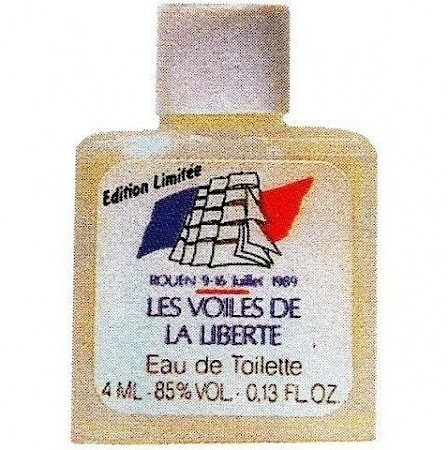 Edition Limitée
ROUEN 9-16 juillet 1989
LES VOILES DE
LA LIBERTE
Eau de Toilette
4 ML - 85% VOL - 0.13 FL OZ.